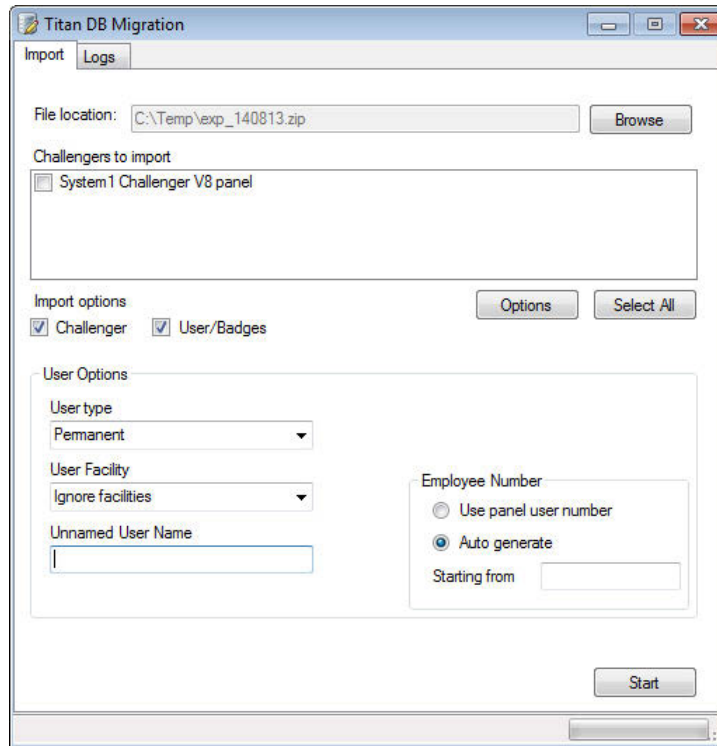 Titan DB Migration
Import Logs
File location: C:\Temp\exp_140813.zip Browse
Challengers to import
System1 Challenger V8 panel
Import options Options Select All
Challenger User/Badges
User Options
User type
Permanent
User Facility
Ignore facilities
Unnamed User Name
Employee Number
Use panel user number
Auto generate
Starting from
Start